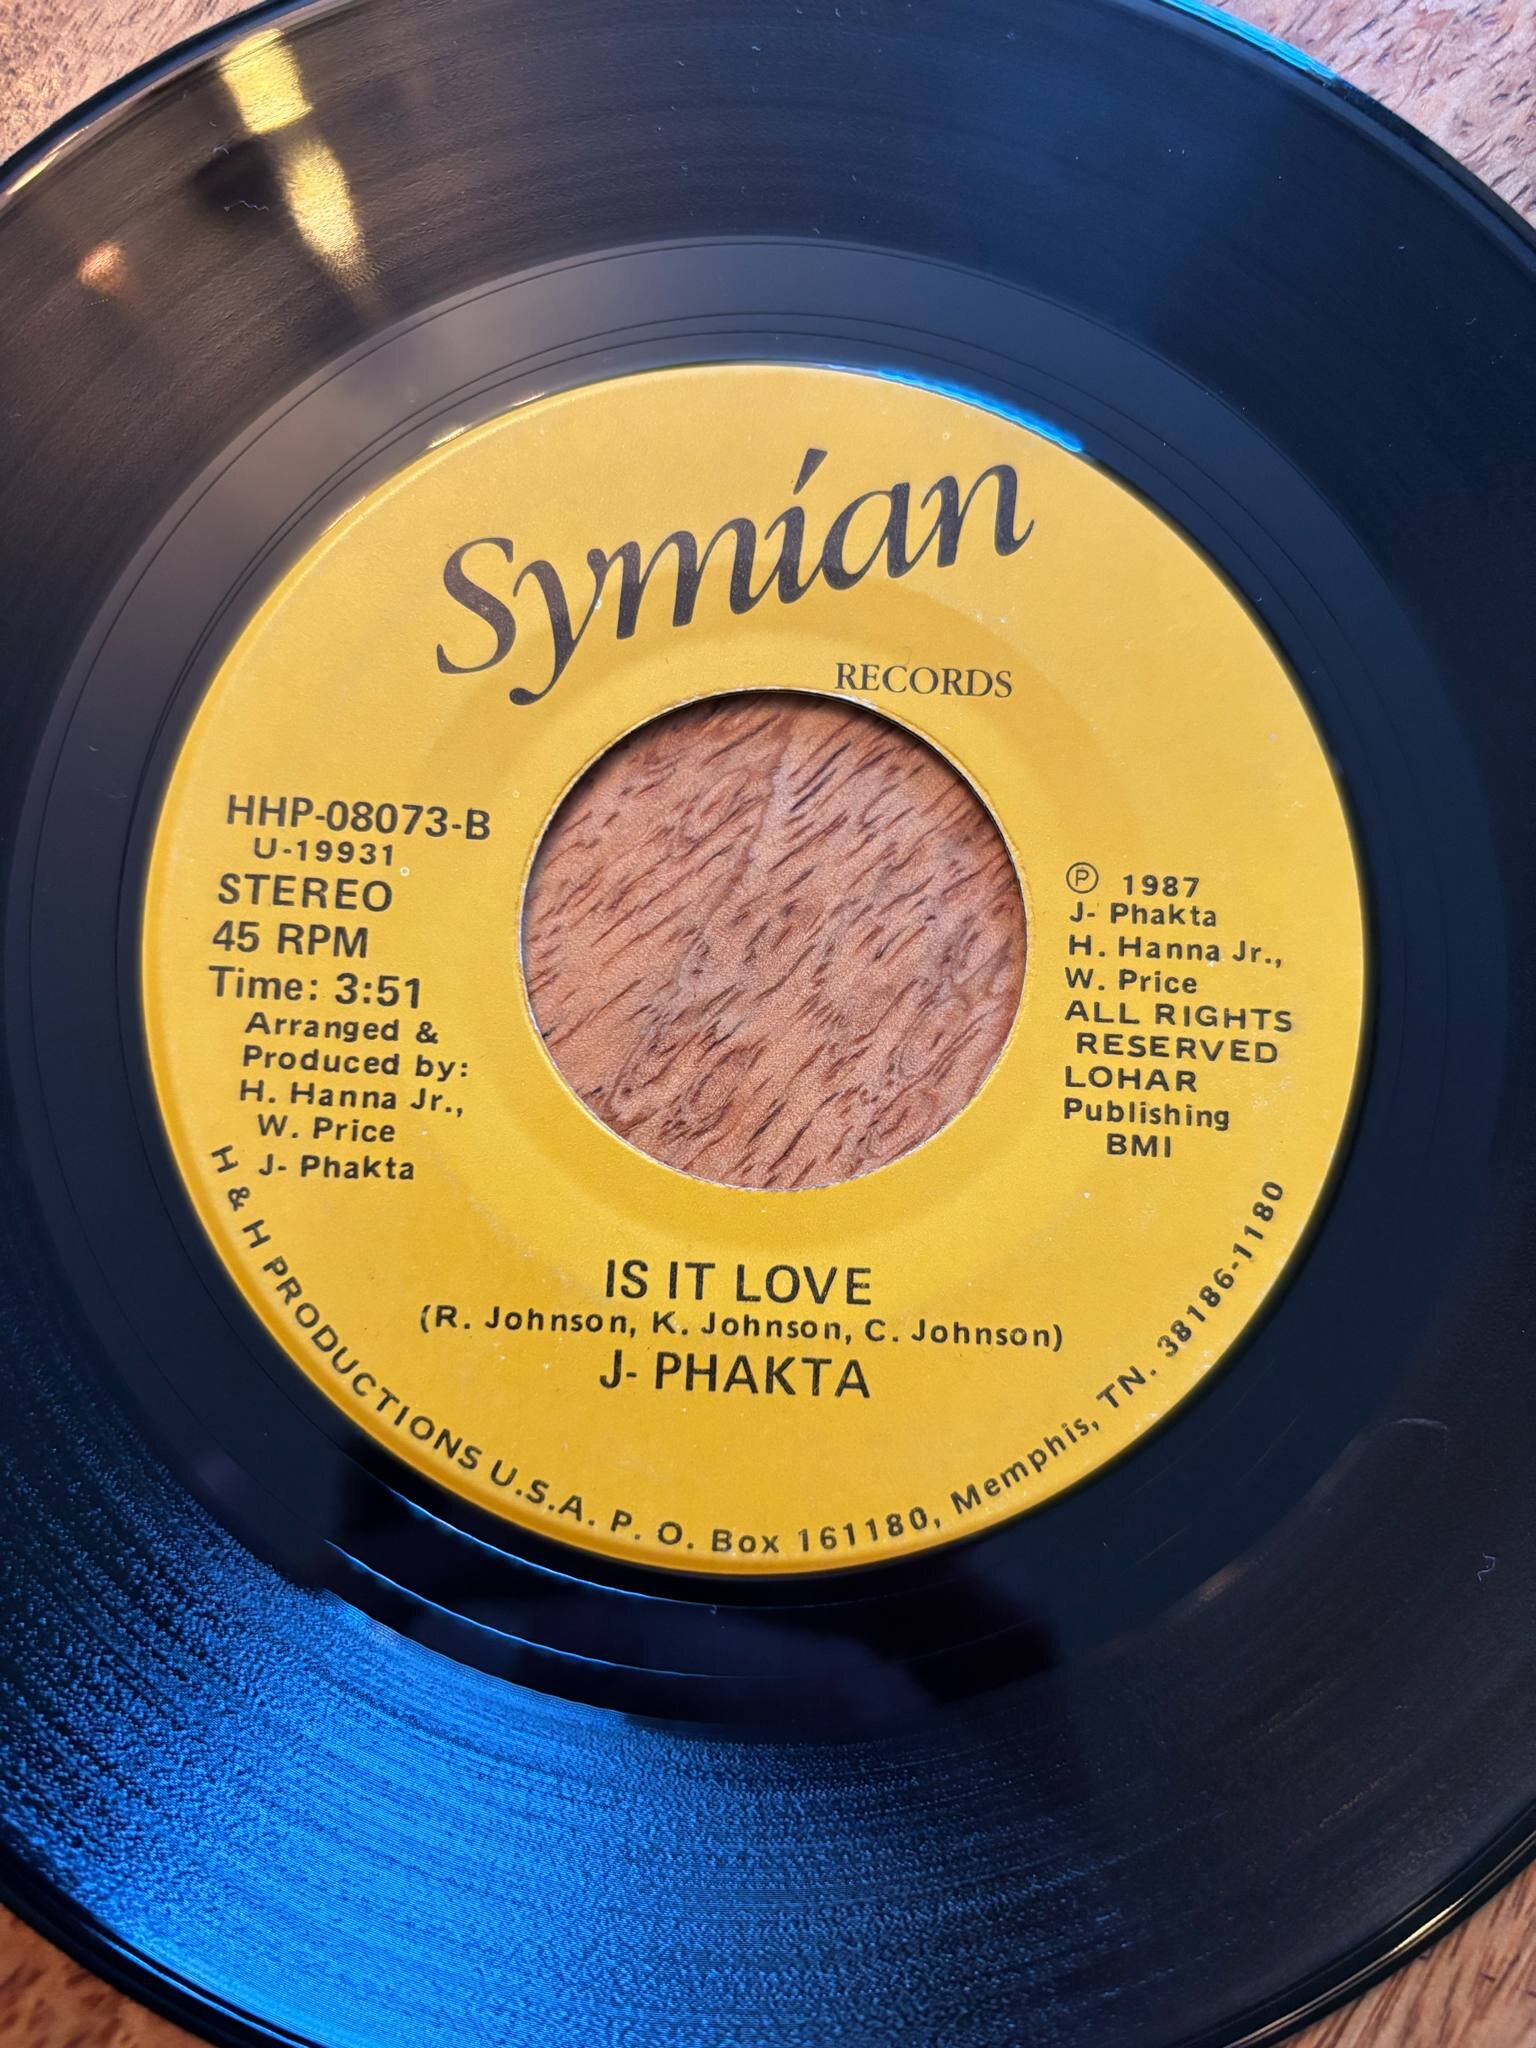 Symian
RECORDS
HHP-08073-B
U-19931
STEREO
45 RPM
Time: 3:51
Arranged &
Produced by:
H. Hanna Jr.,
W. Price
J- Phakta
Ⓟ 1987
J- Phakta
H. Hanna Jr.,
W. Price
ALL RIGHTS
RESERVED
LOHAR
Publishing
BMI
IS IT LOVE
(R. Johnson, K. Johnson, C. Johnson)
J- PHAKTA
H & H PRODUCTIONS U.S.A. P. O. Box 161180, Memphis, TN. 38186-1180